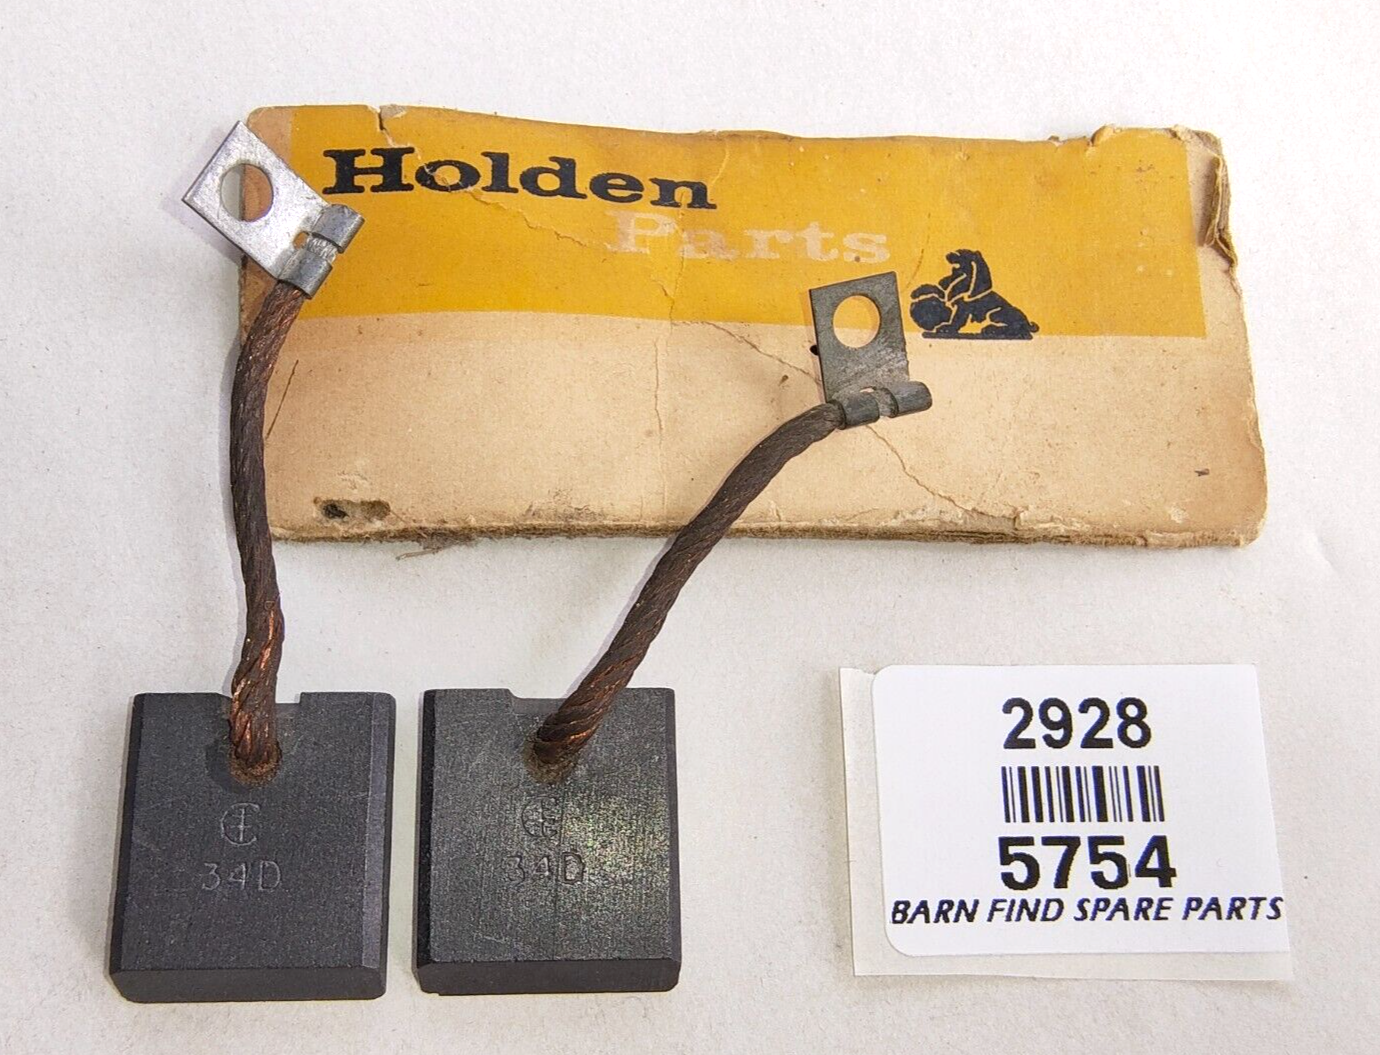 Holden
Parts
34D
34D
2928
5754
BARN FIND SPARE PARTS